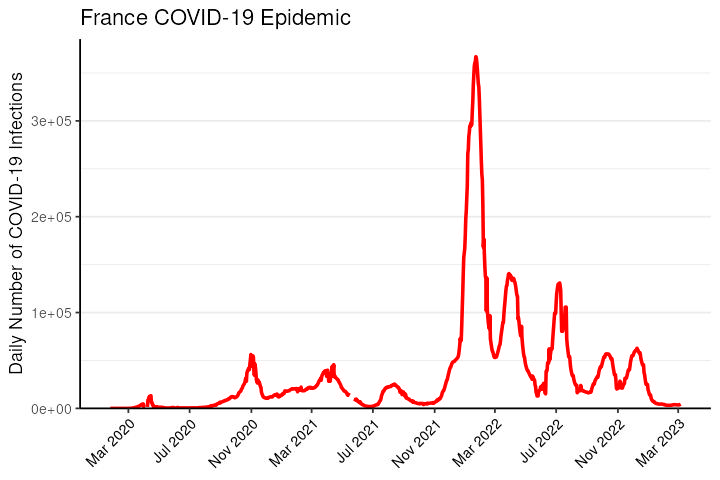 France COVID-19 Epidemic
Daily Number of COVID-19 Infections
3e+05
2e+05
1e+05
0e+00
Mar 2020
Jul 2020
Nov 2020
Mar 2021
Jul 2021
Nov 2021
Mar 2022
Jul 2022
Nov 2022
Mar 2023